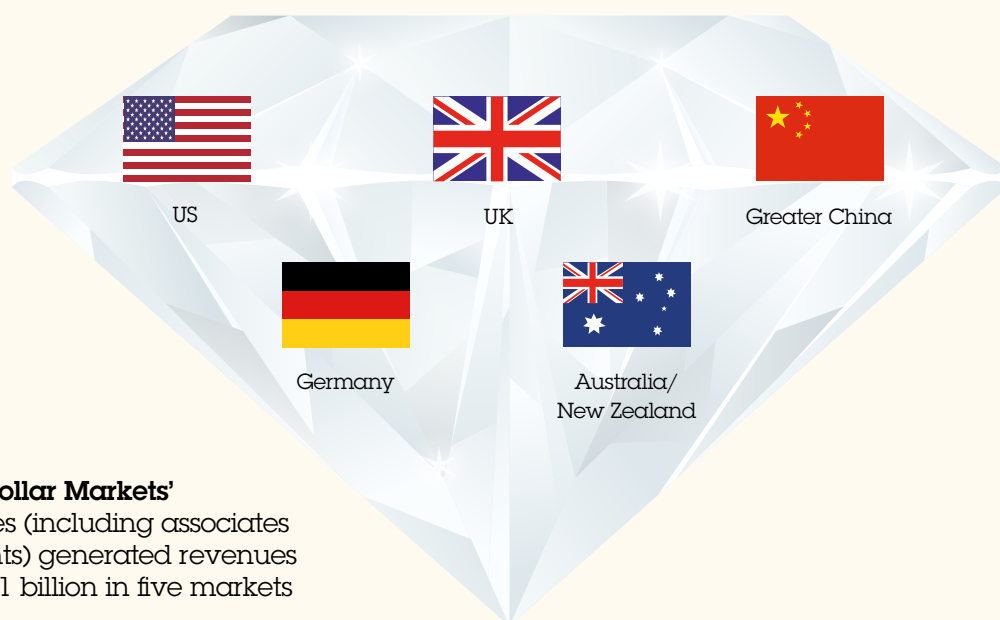 US
UK
Greater China
Germany
Australia/
New Zealand
ollar Markets’
es (including associates
nts) generated revenues
1 billion in five markets